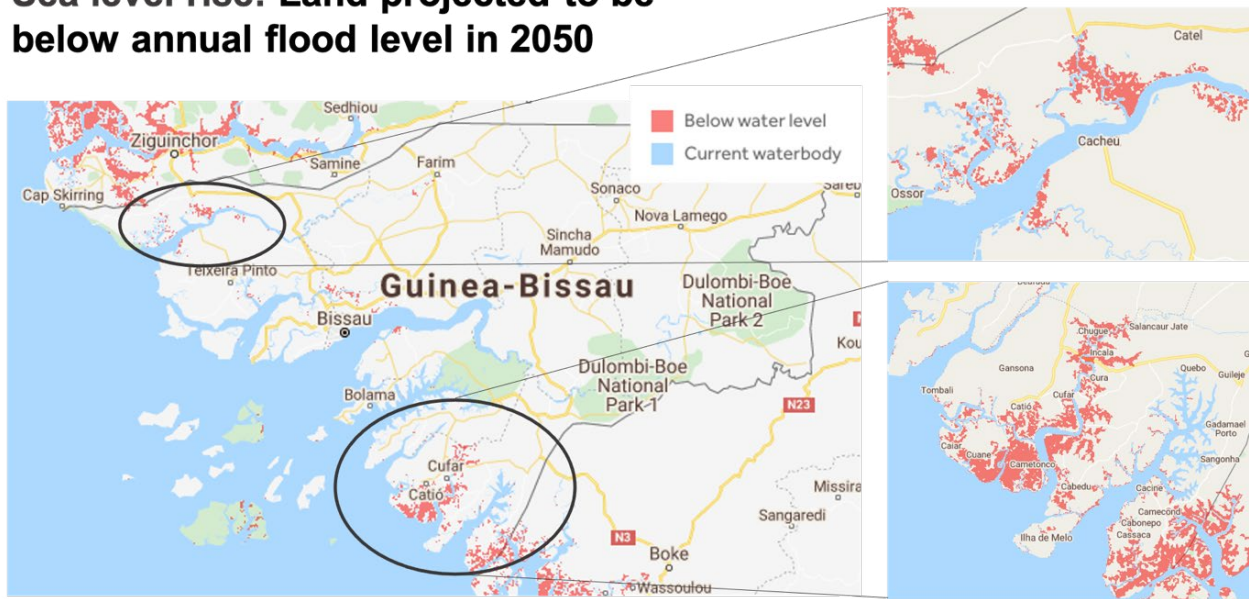 Sea level rise: Land projected to be
below annual flood level in 2050
Below water level
Current waterbody
Sedhiou
Ziguinchor
Samine
Farim
Cap Skirring
Sonaco
Nova Lamego
Sincha
Mamudo
Teixeira Pinto
Guinea-Bissau
Dulombi-Boe
National
Park 2
Bissau
Dulombi-Boe
National
Park 1
Bolama
N23
Cufar
Catió
Missira
Sangaredi
N3
Boke
Wassoulou
Catel
Cacheu
Ossor
Salancaur Jate
Chugue
Incala
Gansona
Quebo
Guileje
Cura
Tombali
Cufar
Catió
Gadamael
Porto
Caiar
Cuane
Cametonco
Sangonha
Cabedu
Cacine
Camecond
Cabonepo
Cassaca
Ilha de Melo